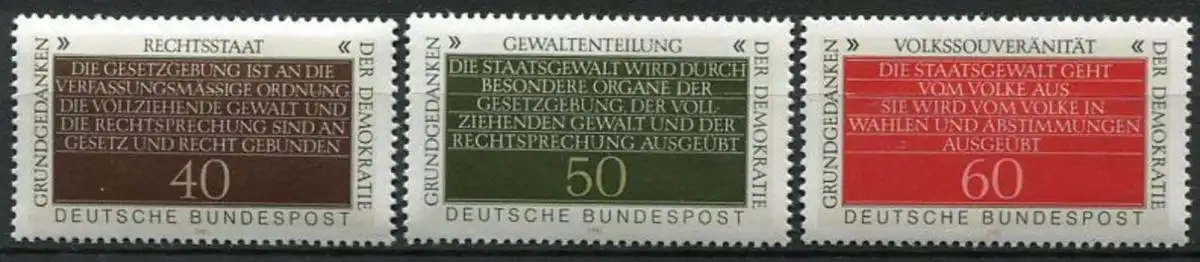 GRUNDGEDANKEN
» RECHTSSTAAT «
DIE GESETZGEBUNG IST AN DIE
VERFASSUNGSMÄSSIGE ORDNUNG
DIE VOLLZIEHENDE GEWALT UND
DIE RECHTSPRECHUNG SIND AN
GESETZ UND RECHT GEBUNDEN
40
DER DEMOKRATIE
DEUTSCHE BUNDESPOST
GRUNDGEDANKEN
» GEWALTENTEILUNG «
DIE STAATSGEWALT WIRD DURCH
BESONDERE ORGANE DER
GESETZGEBUNG, DER VOLL-
ZIEHENDEN GEWALT UND DER
RECHTSPRECHUNG AUSGEÜBT
50
DER DEMOKRATIE
DEUTSCHE BUNDESPOST
GRUNDGEDANKEN
» VOLKSSOUVERÄNITÄT «
DIE STAATSGEWALT GEHT
VOM VOLKE AUS
SIE WIRD VOM VOLKE IN
WAHLEN UND ABSTIMMUNGEN
AUSGEÜBT
60
DER DEMOKRATIE
DEUTSCHE BUNDESPOST